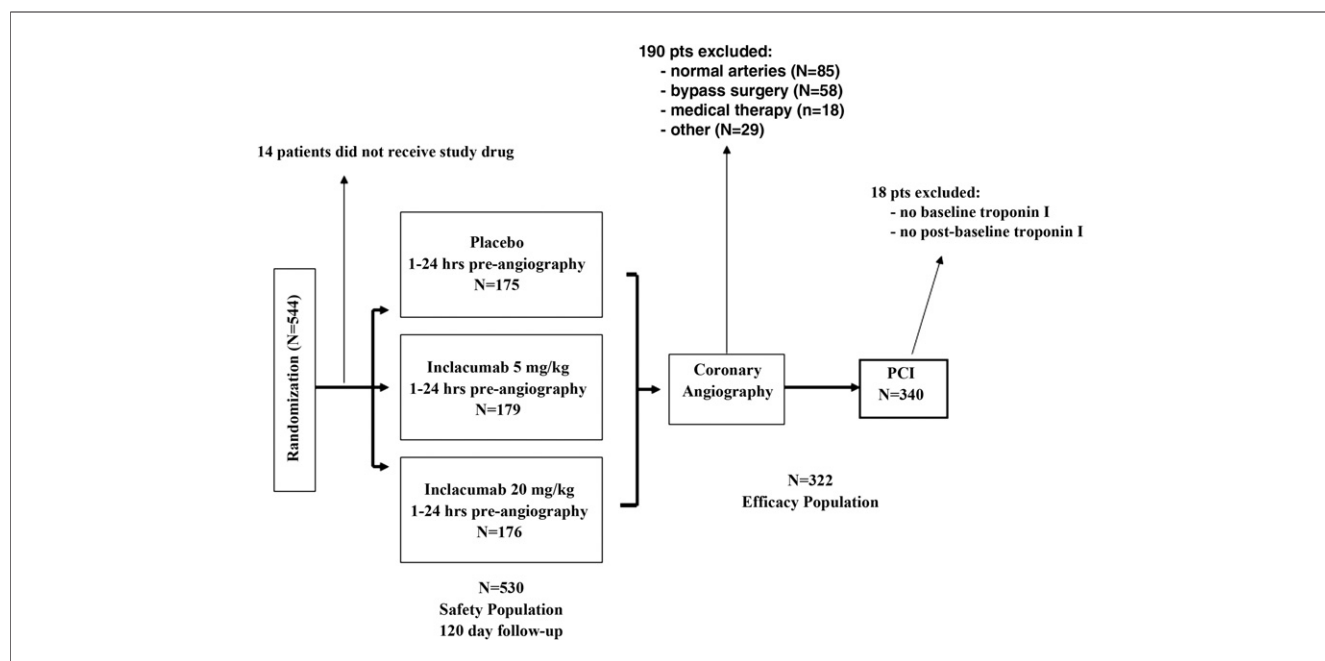 190 pts excluded:
- normal arteries (N=85)
- bypass surgery (N=58)
- medical therapy (n=18)
- other (N=29)
14 patients did not receive study drug
18 pts excluded:
- no baseline troponin I
- no post-baseline troponin I
Randomization (N=544)
Placebo
1-24 hrs pre-angiography
N=175
Inclacumab 5 mg/kg
1-24 hrs pre-angiography
N=179
Inclacumab 20 mg/kg
1-24 hrs pre-angiography
N=176
Coronary
Angiography
PCI
N=340
N=322
Efficacy Population
N=530
Safety Population
120 day follow-up